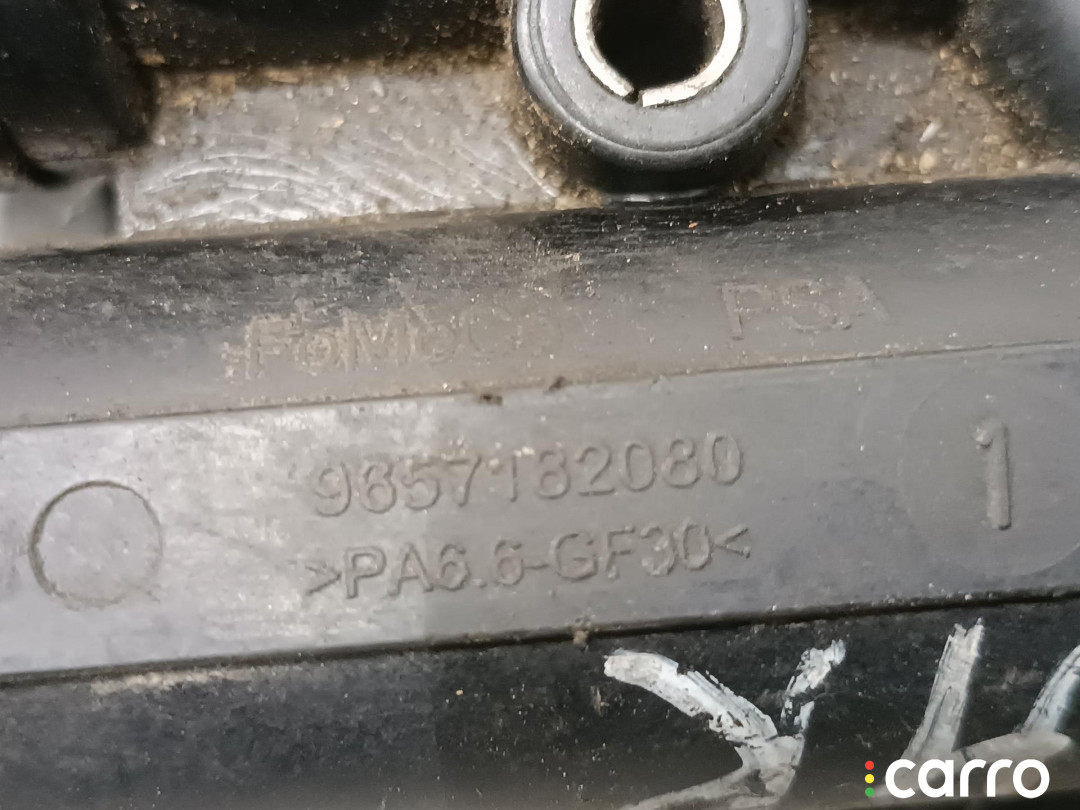 FoMoCo PSA
9657182080
1
>PA6.6-GF30<
carro